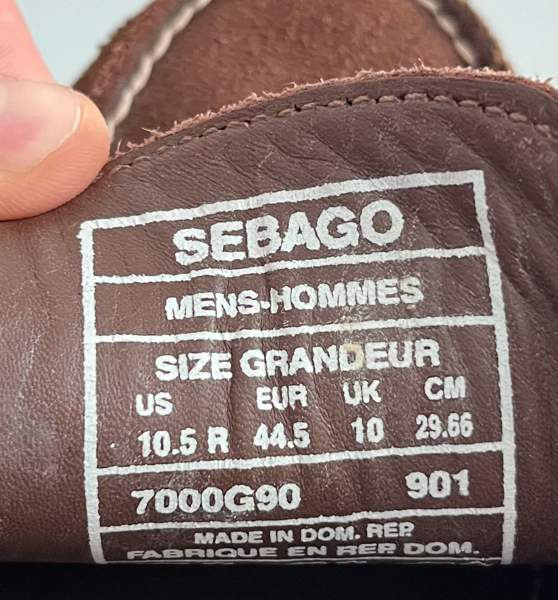 SEBAGO
MENS-HOMMES
SIZE GRANDEUR
US EUR UK CM
10.5 R 44.5 10 29.66
7000G90 901
MADE IN DOM. REP.
FABRIQUE EN REP. DOM.